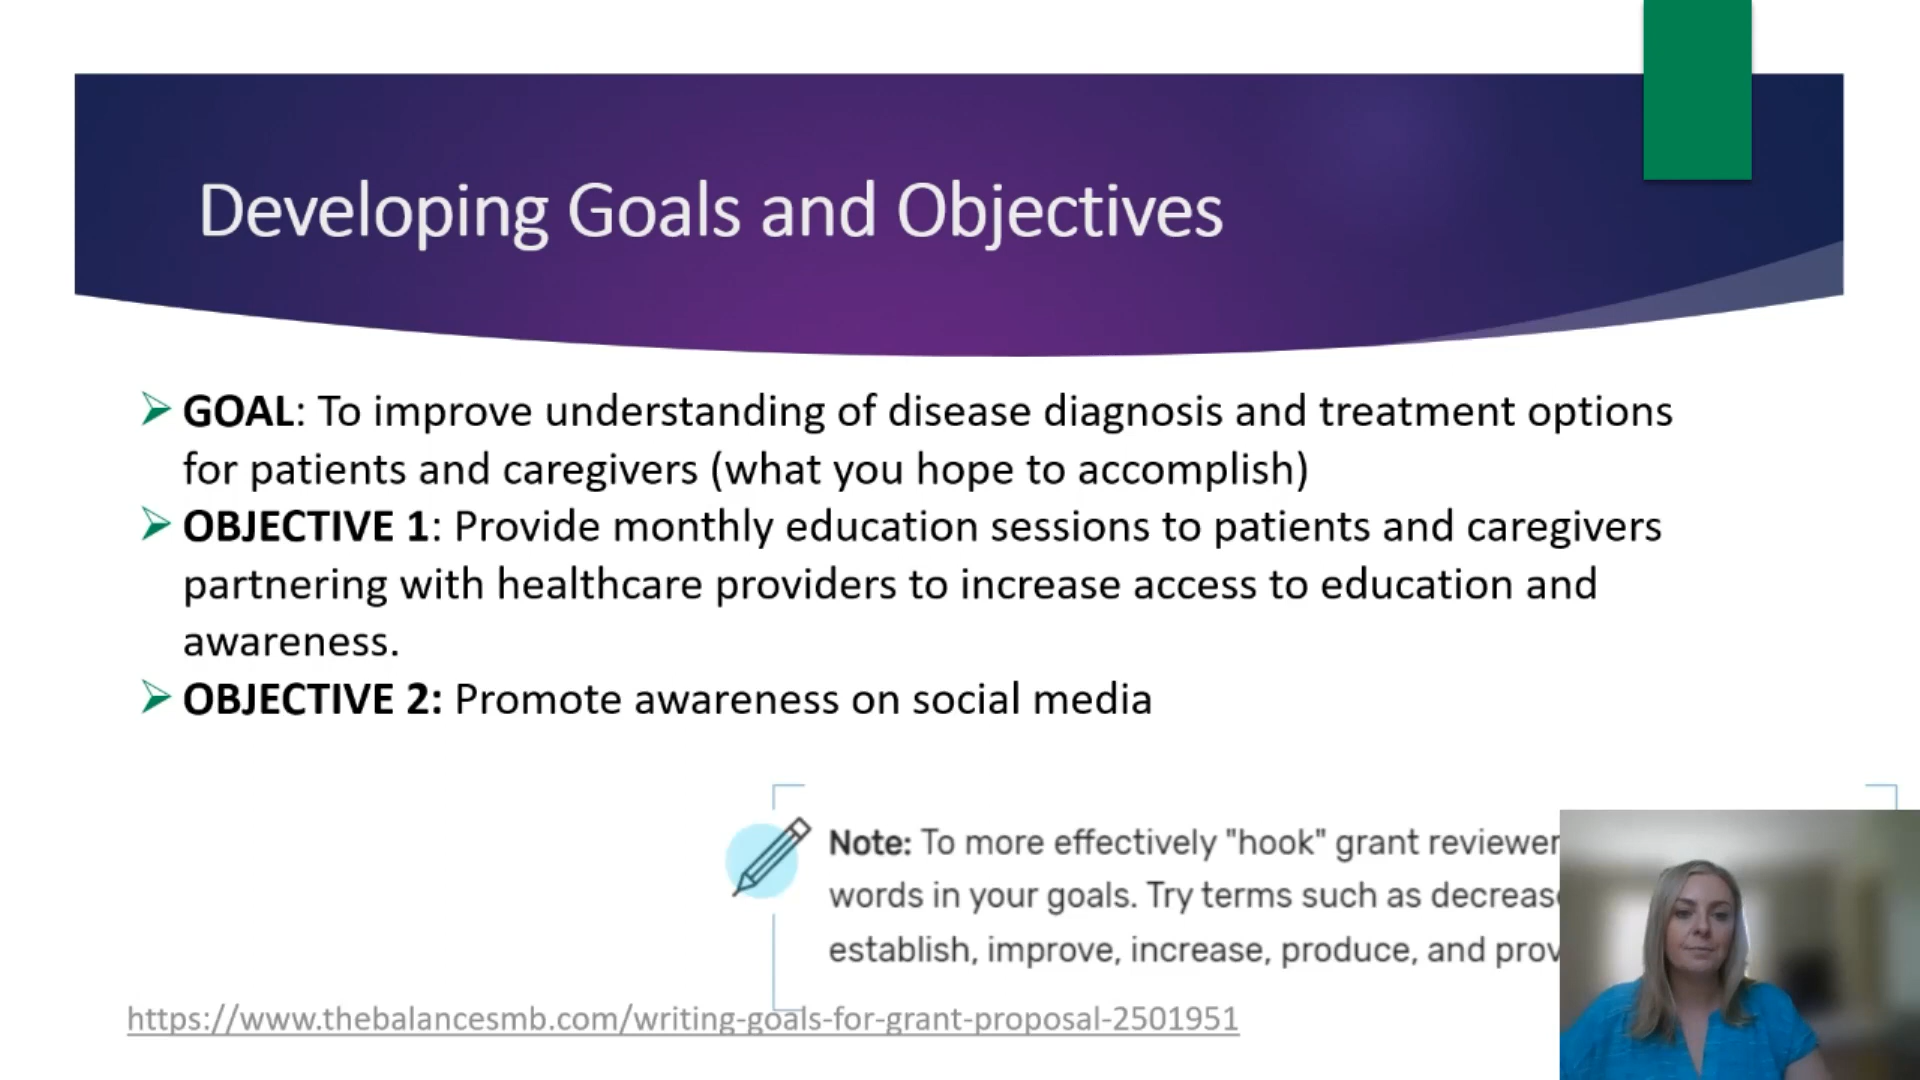 Developing Goals and Objectives
GOAL: To improve understanding of disease diagnosis and treatment options
for patients and caregivers (what you hope to accomplish)
OBJECTIVE 1: Provide monthly education sessions to patients and caregivers
partnering with healthcare providers to increase access to education and
awareness.
OBJECTIVE 2: Promote awareness on social media
Note: To more effectively "hook" grant reviewer
words in your goals. Try terms such as decreas
establish, improve, increase, produce, and prov
https://www.thebalancesmb.com/writing-goals-for-grant-proposal-2501951